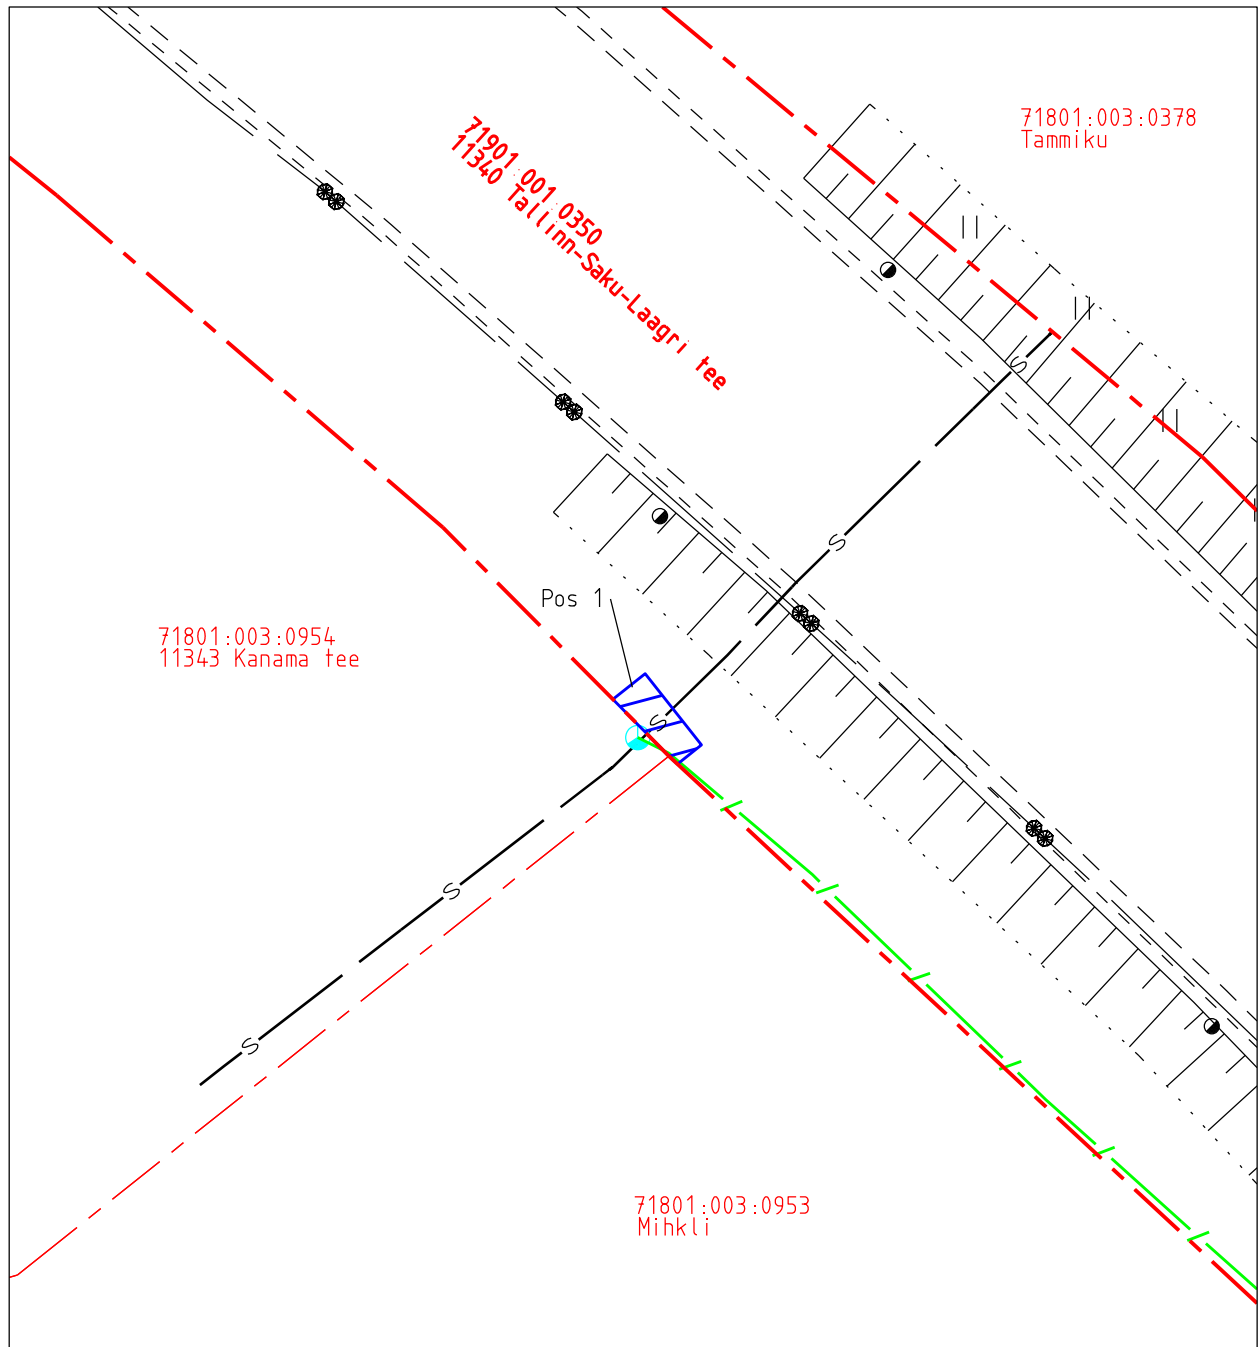 71801:003:0378
Tammiku
71901:001:0350
11340 Tallinn-Saku-Laagri tee
S
S
Pos 1
71801:003:0954
11343 Kanama tee
S
S
S
71801:003:0953
Mihkli